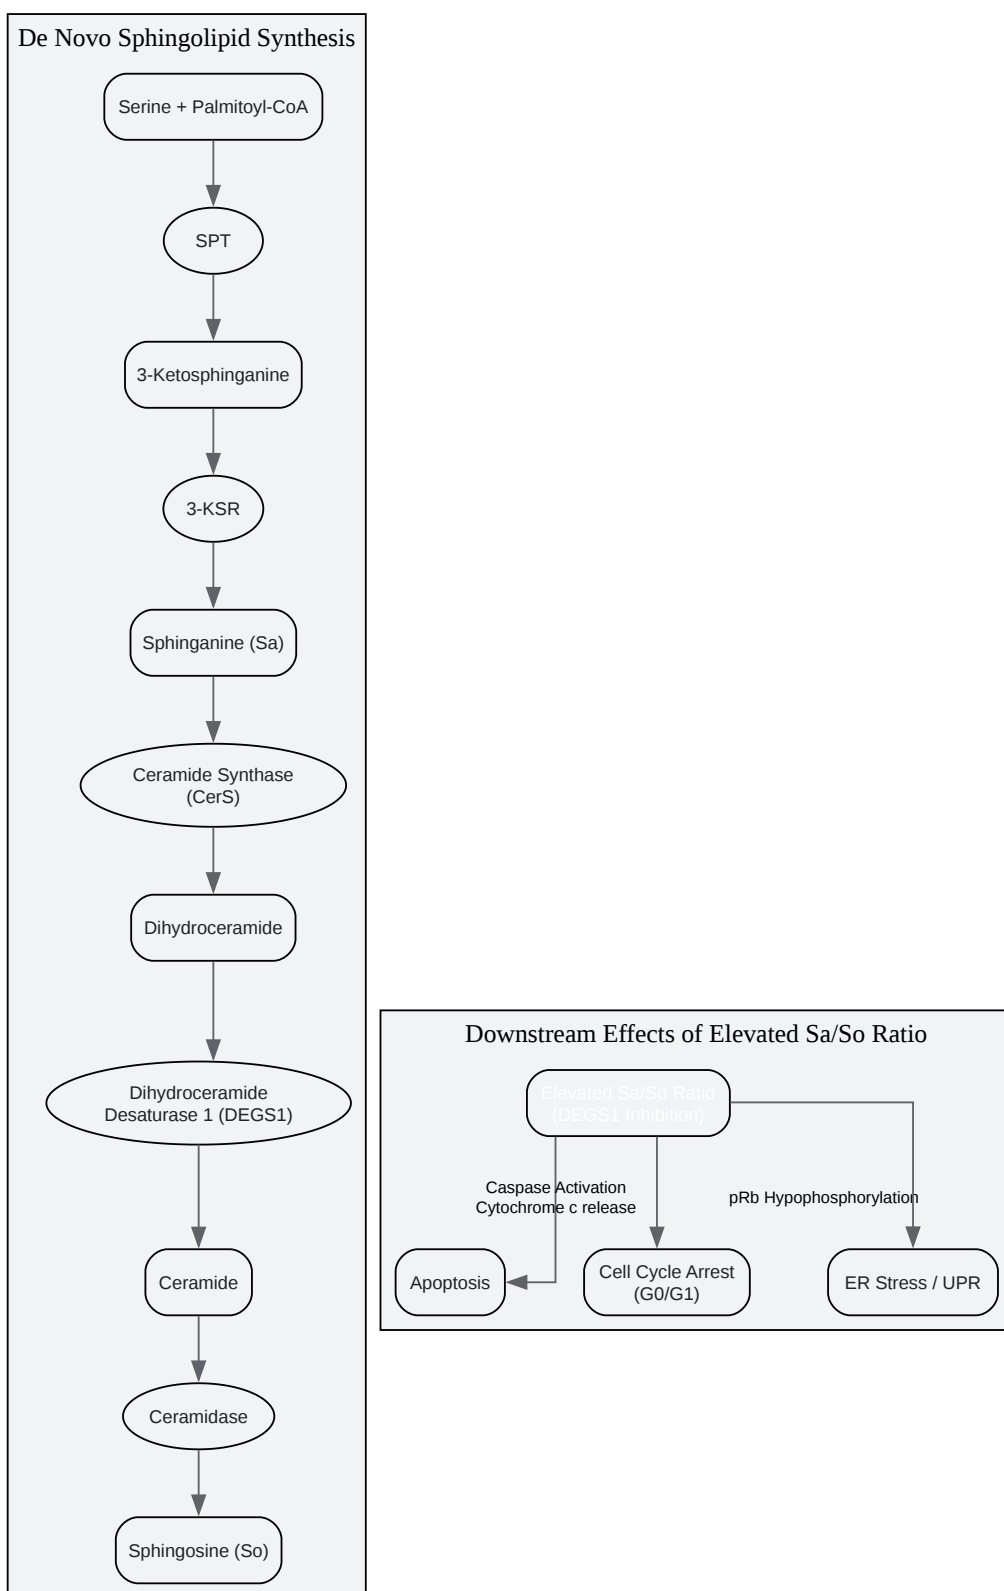 De Novo Sphingolipid Synthesis
Serine + Palmitoyl-CoA
SPT
3-Ketosphinganine
3-KSR
Sphinganine (Sa)
Ceramide Synthase
(CerS)
Dihydroceramide
Dihydroceramide
Desaturase 1 (DEGS1)
Ceramide
Ceramidase
Sphingosine (So)
Downstream Effects of Elevated Sa/So Ratio
Elevated Sa/So Ratio
(DEGS1 Inhibition)
Caspase Activation
Cytochrome c release
pRb Hypophosphorylation
Apoptosis
Cell Cycle Arrest
(G0/G1)
ER Stress / UPR